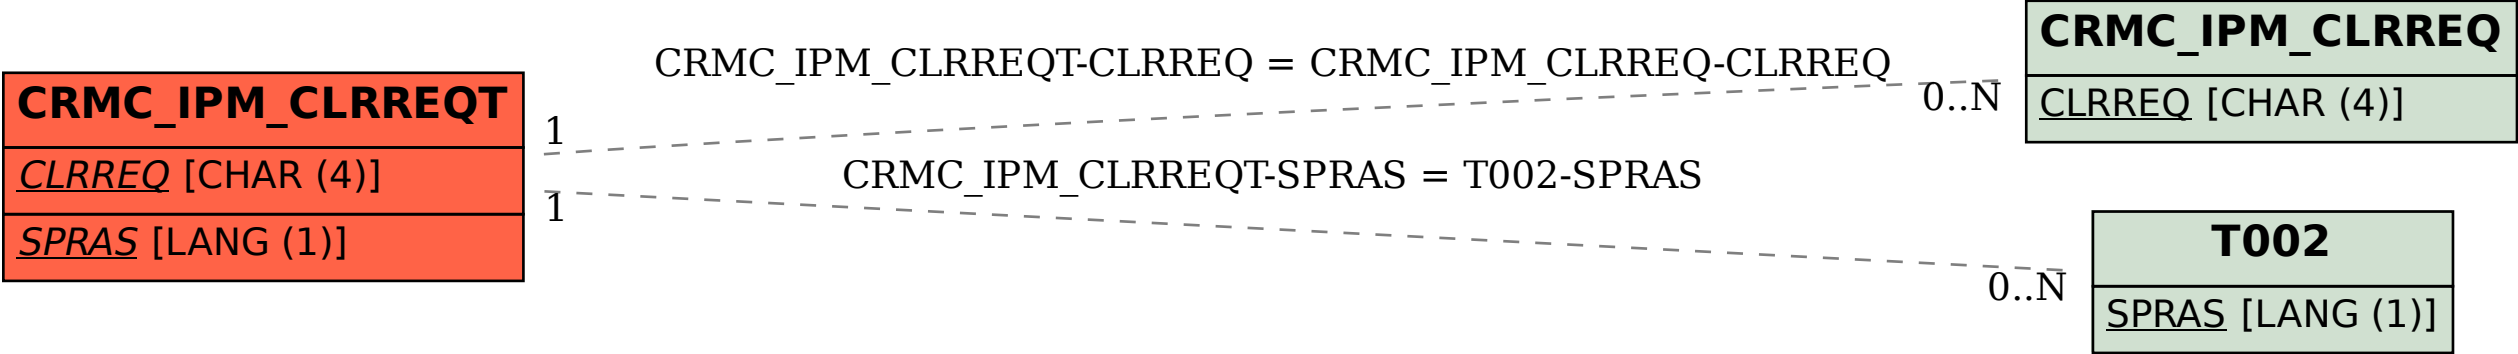 CRMC_IPM_CLRREQT
CLRREQ [CHAR (4)]
SPRAS [LANG (1)]
CRMC_IPM_CLRREQT-CLRREQ = CRMC_IPM_CLRREQ-CLRREQ
1
0..N
CRMC_IPM_CLRREQT-SPRAS = T002-SPRAS
1
0..N
CRMC_IPM_CLRREQ
CLRREQ [CHAR (4)]
T002
SPRAS [LANG (1)]